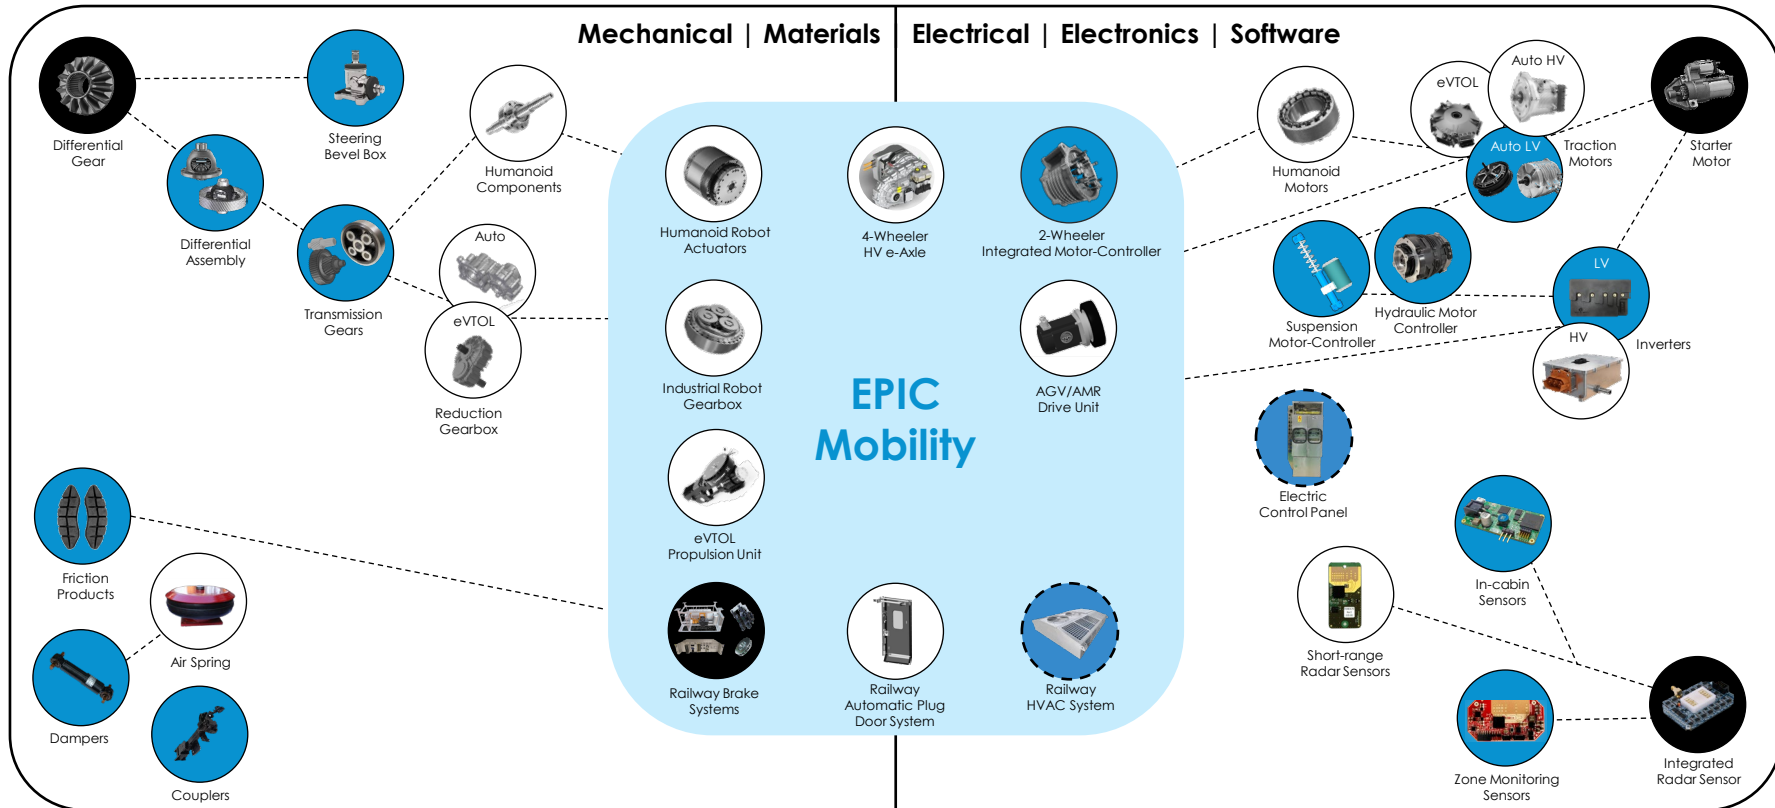 Mechanical | Materials
Electrical | Electronics | Software
Differential
Gear
Steering
Bevel Box
Differential
Assembly
Transmission
Gears
Humanoid
Components
Auto
eVTOL
Reduction
Gearbox
Friction
Products
Air Spring
Dampers
Couplers
Humanoid Robot
Actuators
4-Wheeler
HV e-Axle
2-Wheeler
Integrated Motor-Controller
Industrial Robot
Gearbox
AGV/AMR
Drive Unit
EPIC
Mobility
eVTOL
Propulsion Unit
Railway Brake
Systems
Railway
Automatic Plug
Door System
Railway
HVAC System
Humanoid
Motors
eVTOL
Auto HV
Auto LV
Traction
Motors
Starter
Motor
Suspension
Motor-Controller
Hydraulic Motor
Controller
LV
HV
Inverters
Electric
Control Panel
In-cabin
Sensors
Short-range
Radar Sensors
Zone Monitoring
Sensors
Integrated
Radar Sensor